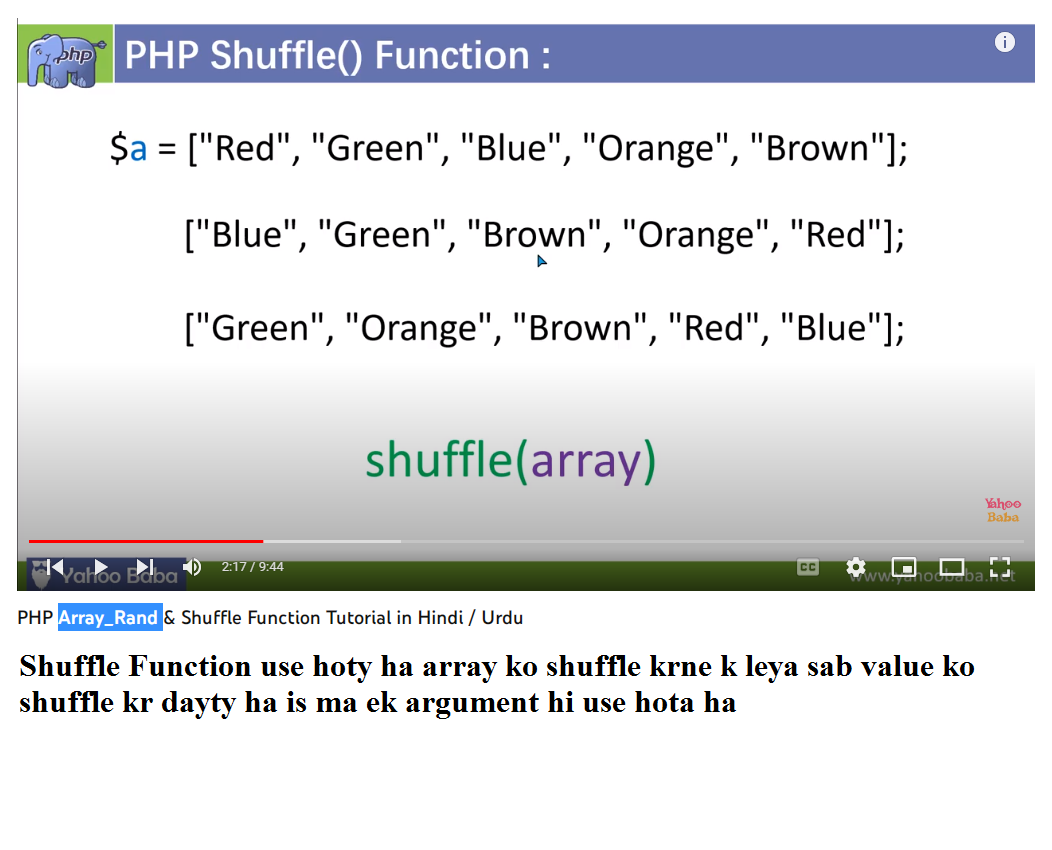 php
PHP Shuffle() Function :
$a = ["Red", "Green", "Blue", "Orange", "Brown"];
["Blue", "Green", "Brown", "Orange", "Red"];
["Green", "Orange", "Brown", "Red", "Blue"];
shuffle(array)
Yahoo
Baba
Yahoo Baba
2:17 / 9:44
CC
www.yahoobaba.net
PHP Array_Rand & Shuffle Function Tutorial in Hindi / Urdu
Shuffle Function use hoty ha array ko shuffle krne k leya sab value ko
shuffle kr dayty ha is ma ek argument hi use hota ha